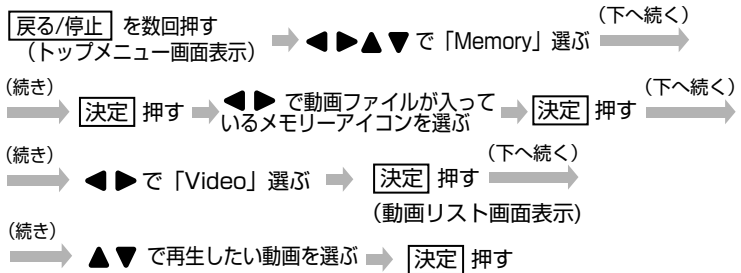 (下へ続く)
戻る/停止 を数回押す
(トップメニュー画面表示)
◀ ▶ ▲ ▼ で「Memory」選ぶ
(続き)
(下へ続く)
決定 押す
◀ ▶ で動画ファイルが入って
いるメモリーアイコンを選ぶ
決定 押す
(続き)
(下へ続く)
◀ ▶ で「Video」選ぶ
決定 押す
(動画リスト画面表示)
(続き)
▲ ▼ で再生したい動画を選ぶ
決定 押す